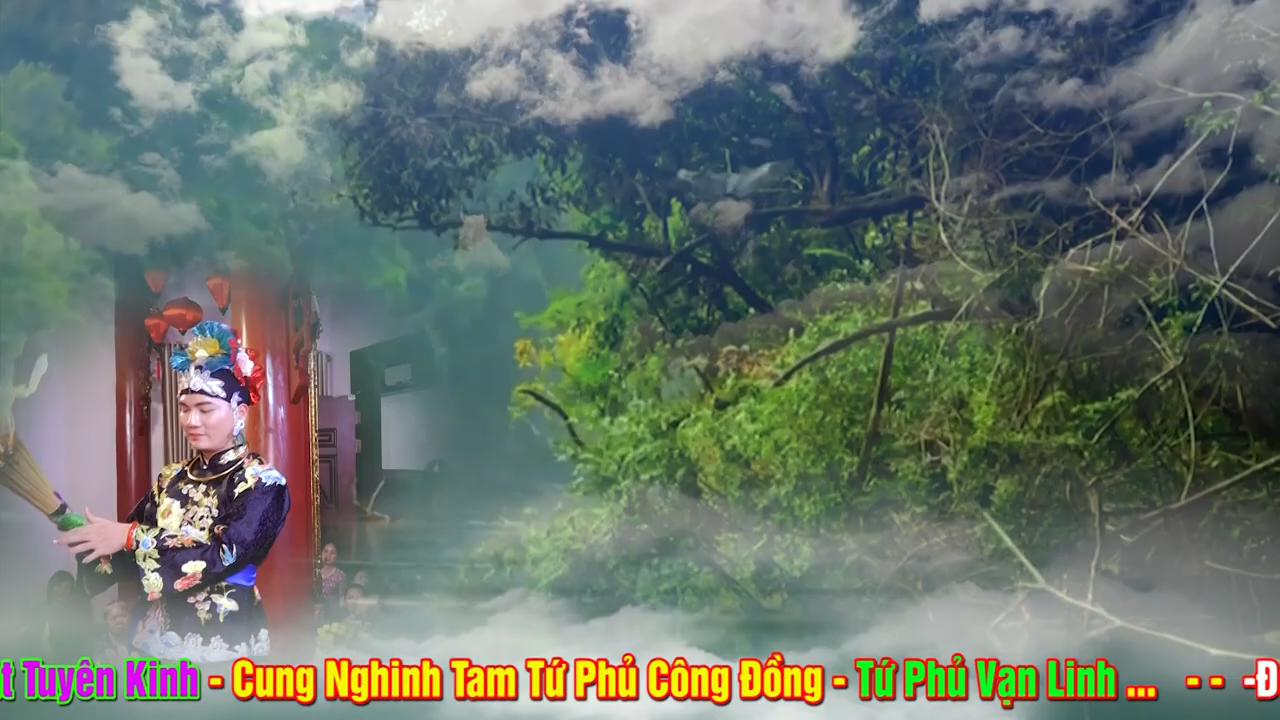 t Tuyên Kinh - Cung Nghinh Tam Tứ Phủ Công Đồng - Tứ Phủ Vạn Linh ... - - -Đ